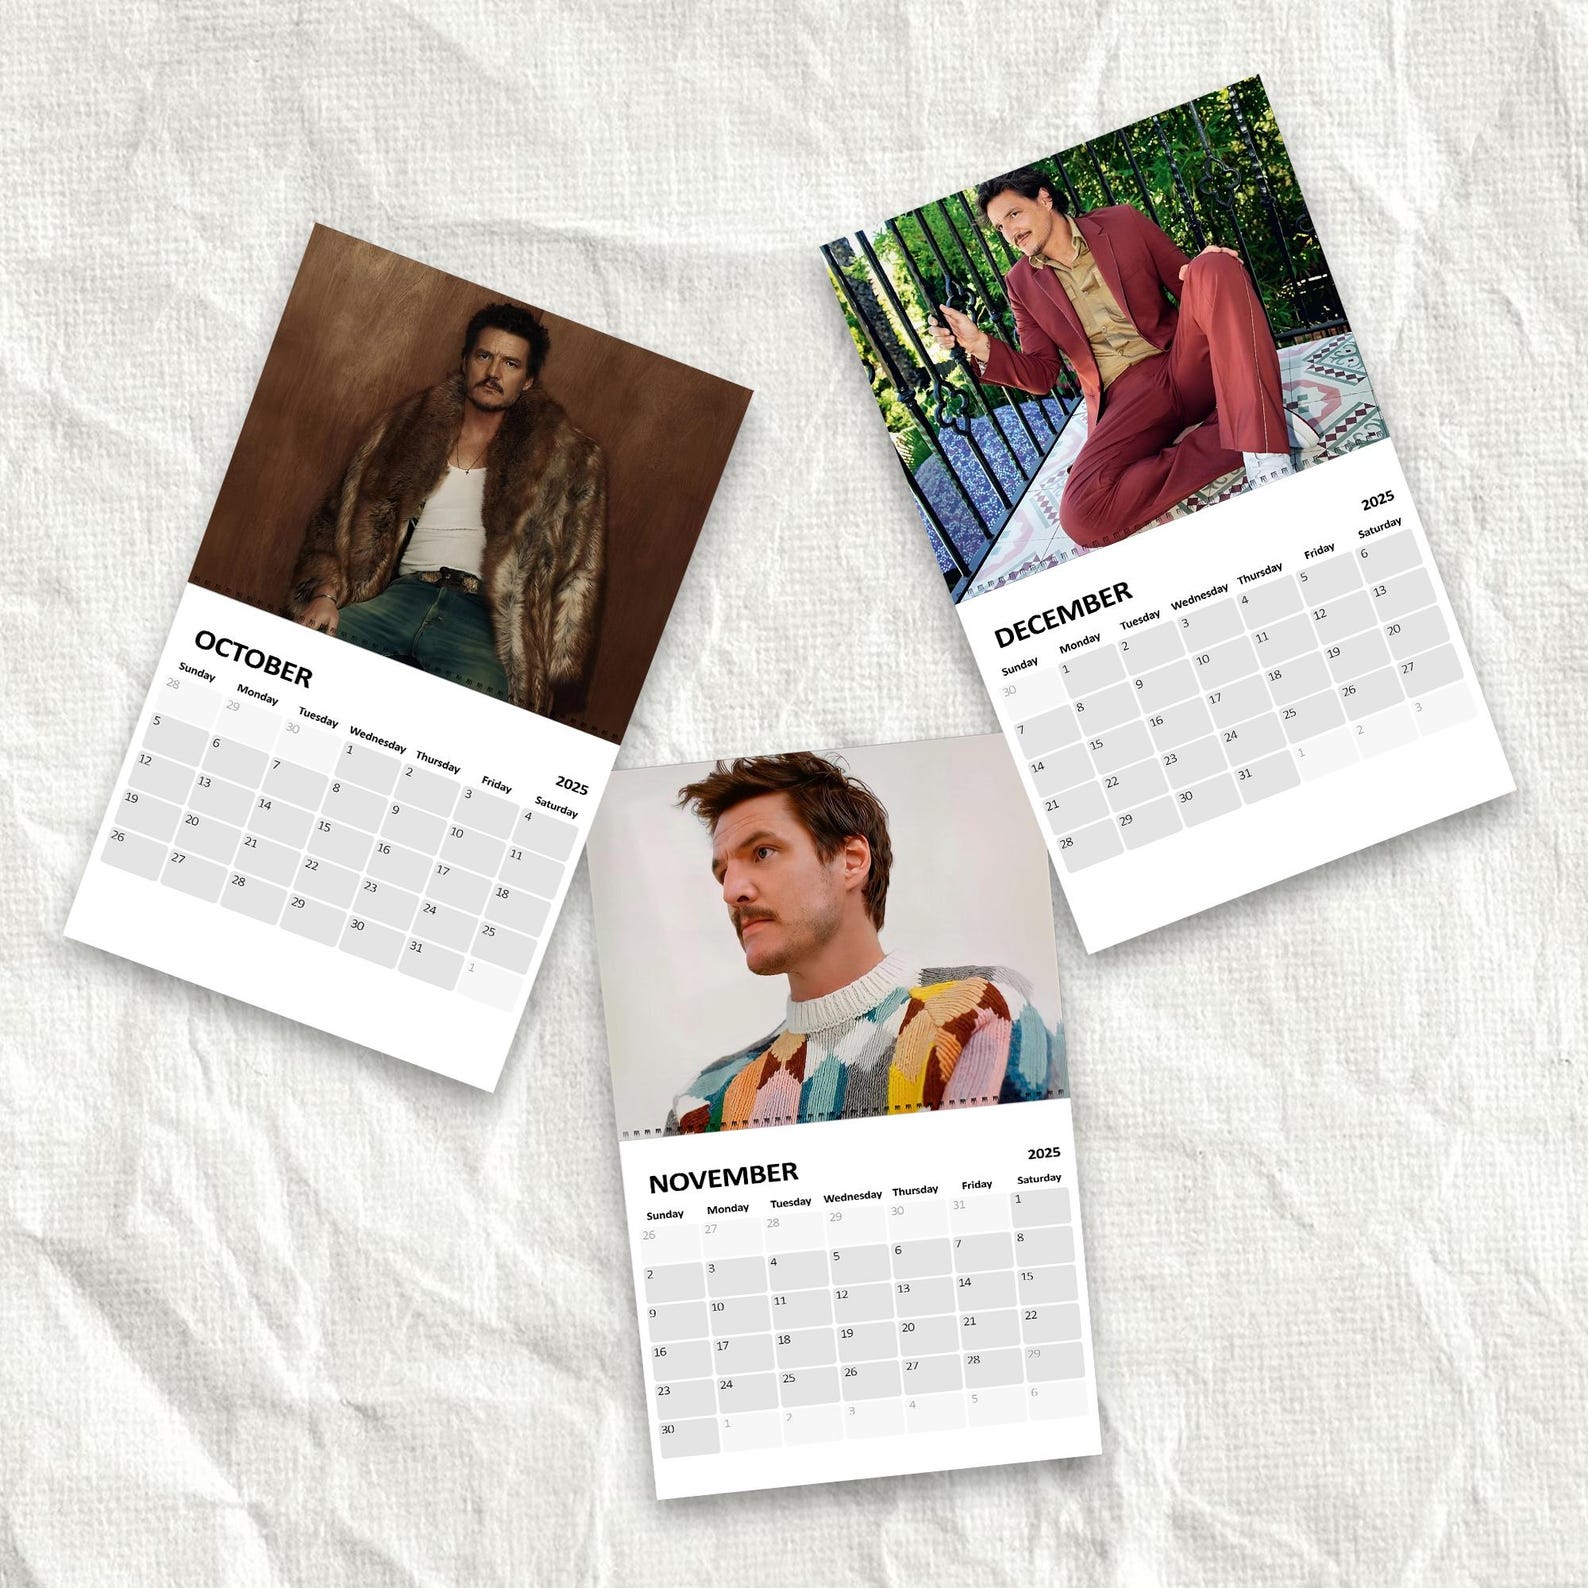 OCTOBER
2025
Sunday Monday Tuesday Wednesday Thursday Friday Saturday
28 29 30 1 2 3 4
5 6 7 8 9 10 11
12 13 14 15 16 17 18
19 20 21 22 23 24 25
26 27 28 29 30 31 1
DECEMBER
2025
Sunday Monday Tuesday Wednesday Thursday Friday Saturday
30 1 2 3 4 5 6
7 8 9 10 11 12 13
14 15 16 17 18 19 20
21 22 23 24 25 26 27
28 29 30 31 1 2 3
NOVEMBER
2025
Sunday Monday Tuesday Wednesday Thursday Friday Saturday
26 27 28 29 30 31 1
2 3 4 5 6 7 8
9 10 11 12 13 14 15
16 17 18 19 20 21 22
23 24 25 26 27 28 29
30 1 2 3 4 5 6